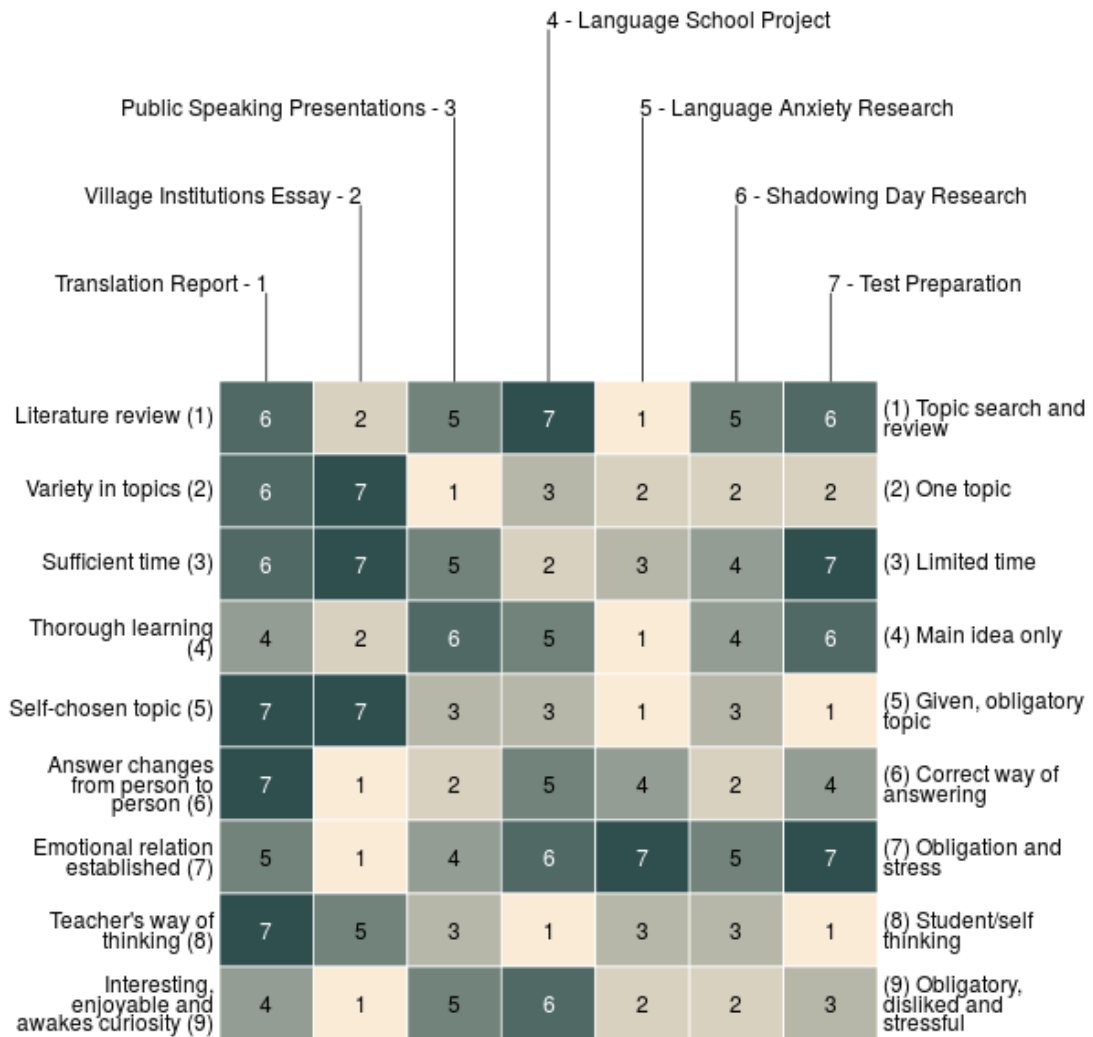 4 - Language School Project
Public Speaking Presentations - 3
5 - Language Anxiety Research
Village Institutions Essay - 2
6 - Shadowing Day Research
Translation Report - 1
7 - Test Preparation
Literature review (1) 6 2 5 7 1 5 6 (1) Topic search and
review
Variety in topics (2) 6 7 1 3 2 2 2 (2) One topic
Sufficient time (3) 6 7 5 2 3 4 7 (3) Limited time
Thorough learning
(4) 4 2 6 5 1 4 6 (4) Main idea only
Self-chosen topic (5) 7 7 3 3 1 3 1 (5) Given, obligatory
topic
Answer changes
from person to
person (6) 7 1 2 5 4 2 4 (6) Correct way of
answering
Emotional relation
established (7) 5 1 4 6 7 5 7 (7) Obligation and
stress
Teacher's way of
thinking (8) 7 5 3 1 3 3 1 (8) Student/self
thinking
Interesting,
enjoyable and
awakes curiosity (9) 4 1 5 6 2 2 3 (9) Obligatory,
disliked and
stressful